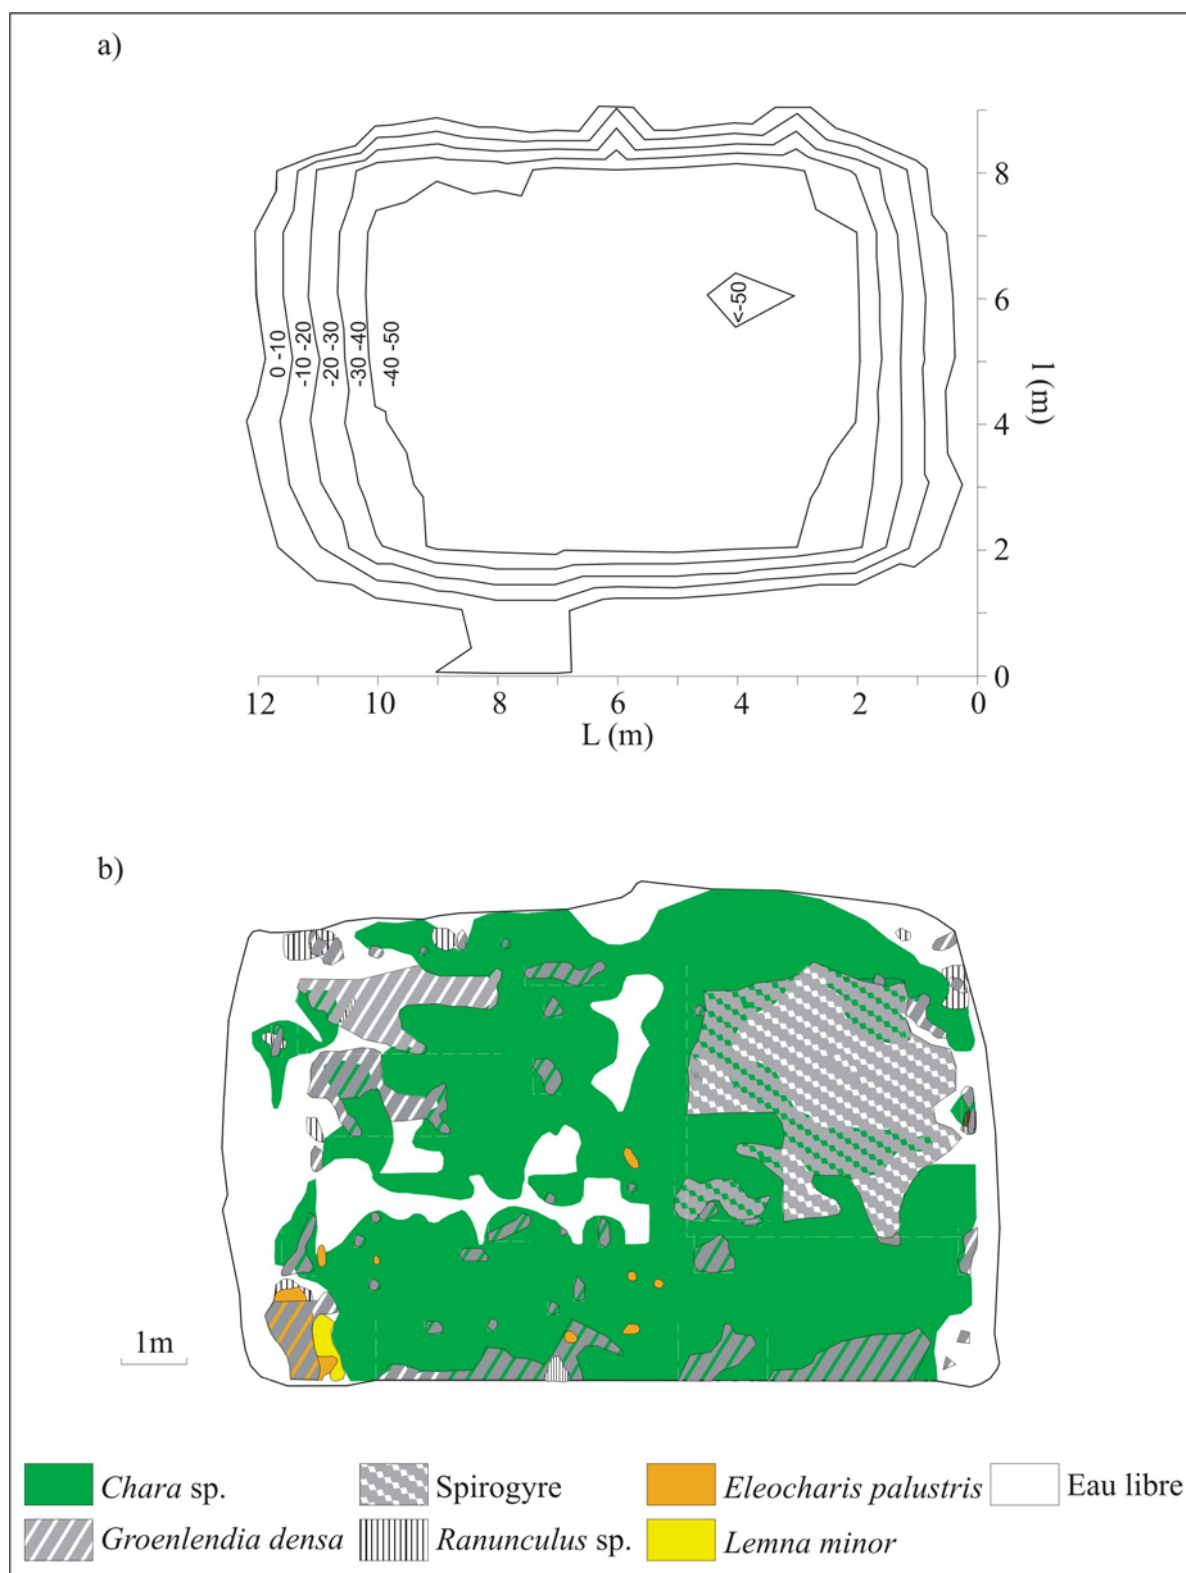 a)
8
6
4
2
0
l (m)
0 -10
-10 -20
-20 -30
-30 -40
-40 -50
<-50
12 10 8 6 4 2 0
L (m)
b)
1m
Chara sp. Spirogyre Eleocharis palustris Eau libre
Groenlendia densa Ranunculus sp. Lemna minor